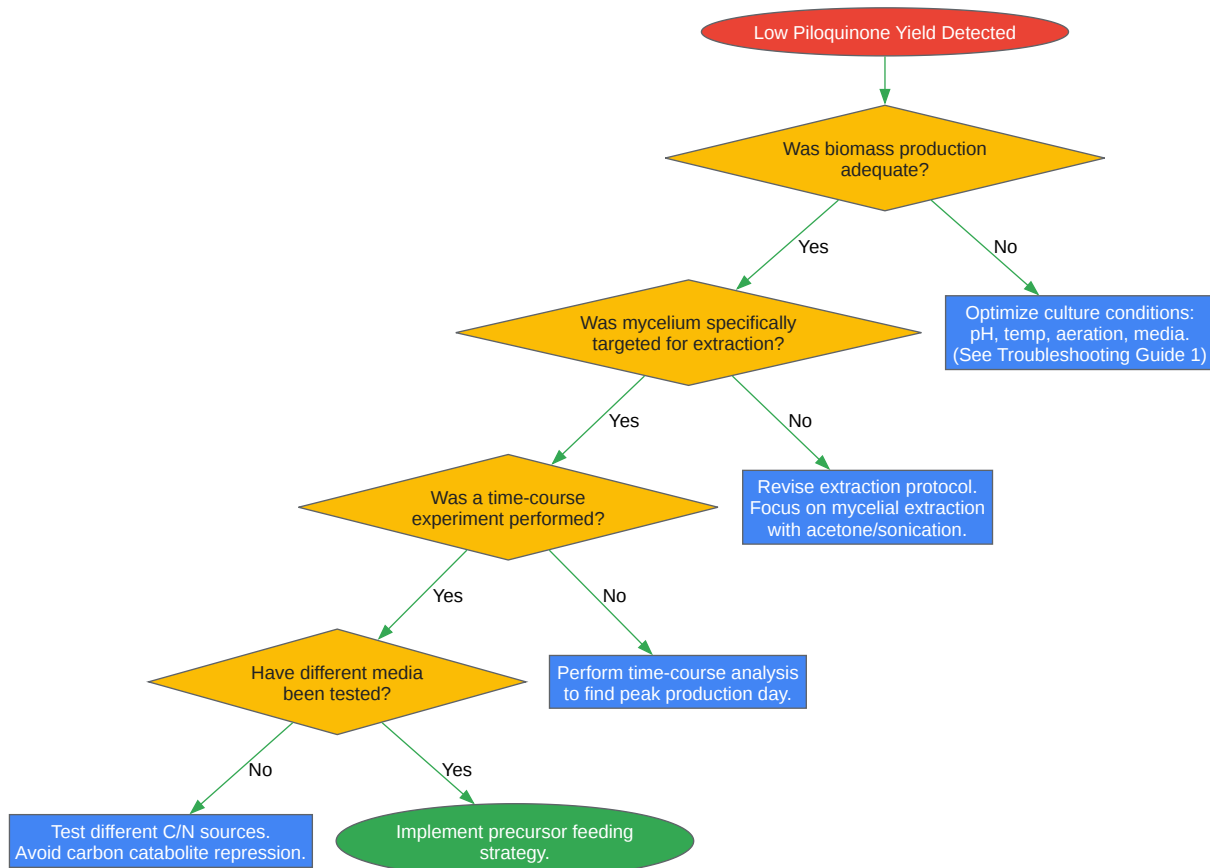 Low Piloquinone Yield Detected
Was biomass production
adequate?
Yes
No
Was mycelium specifically
targeted for extraction?
Optimize culture conditions:
pH, temp, aeration, media.
(See Troubleshooting Guide 1)
Yes
No
Was a time-course
experiment performed?
Revise extraction protocol.
Focus on mycelial extraction
with acetone/sonication.
Yes
No
Have different media
been tested?
Perform time-course analysis
to find peak production day.
No
Yes
Test different C/N sources.
Avoid carbon catabolite repression.
Implement precursor feeding
strategy.